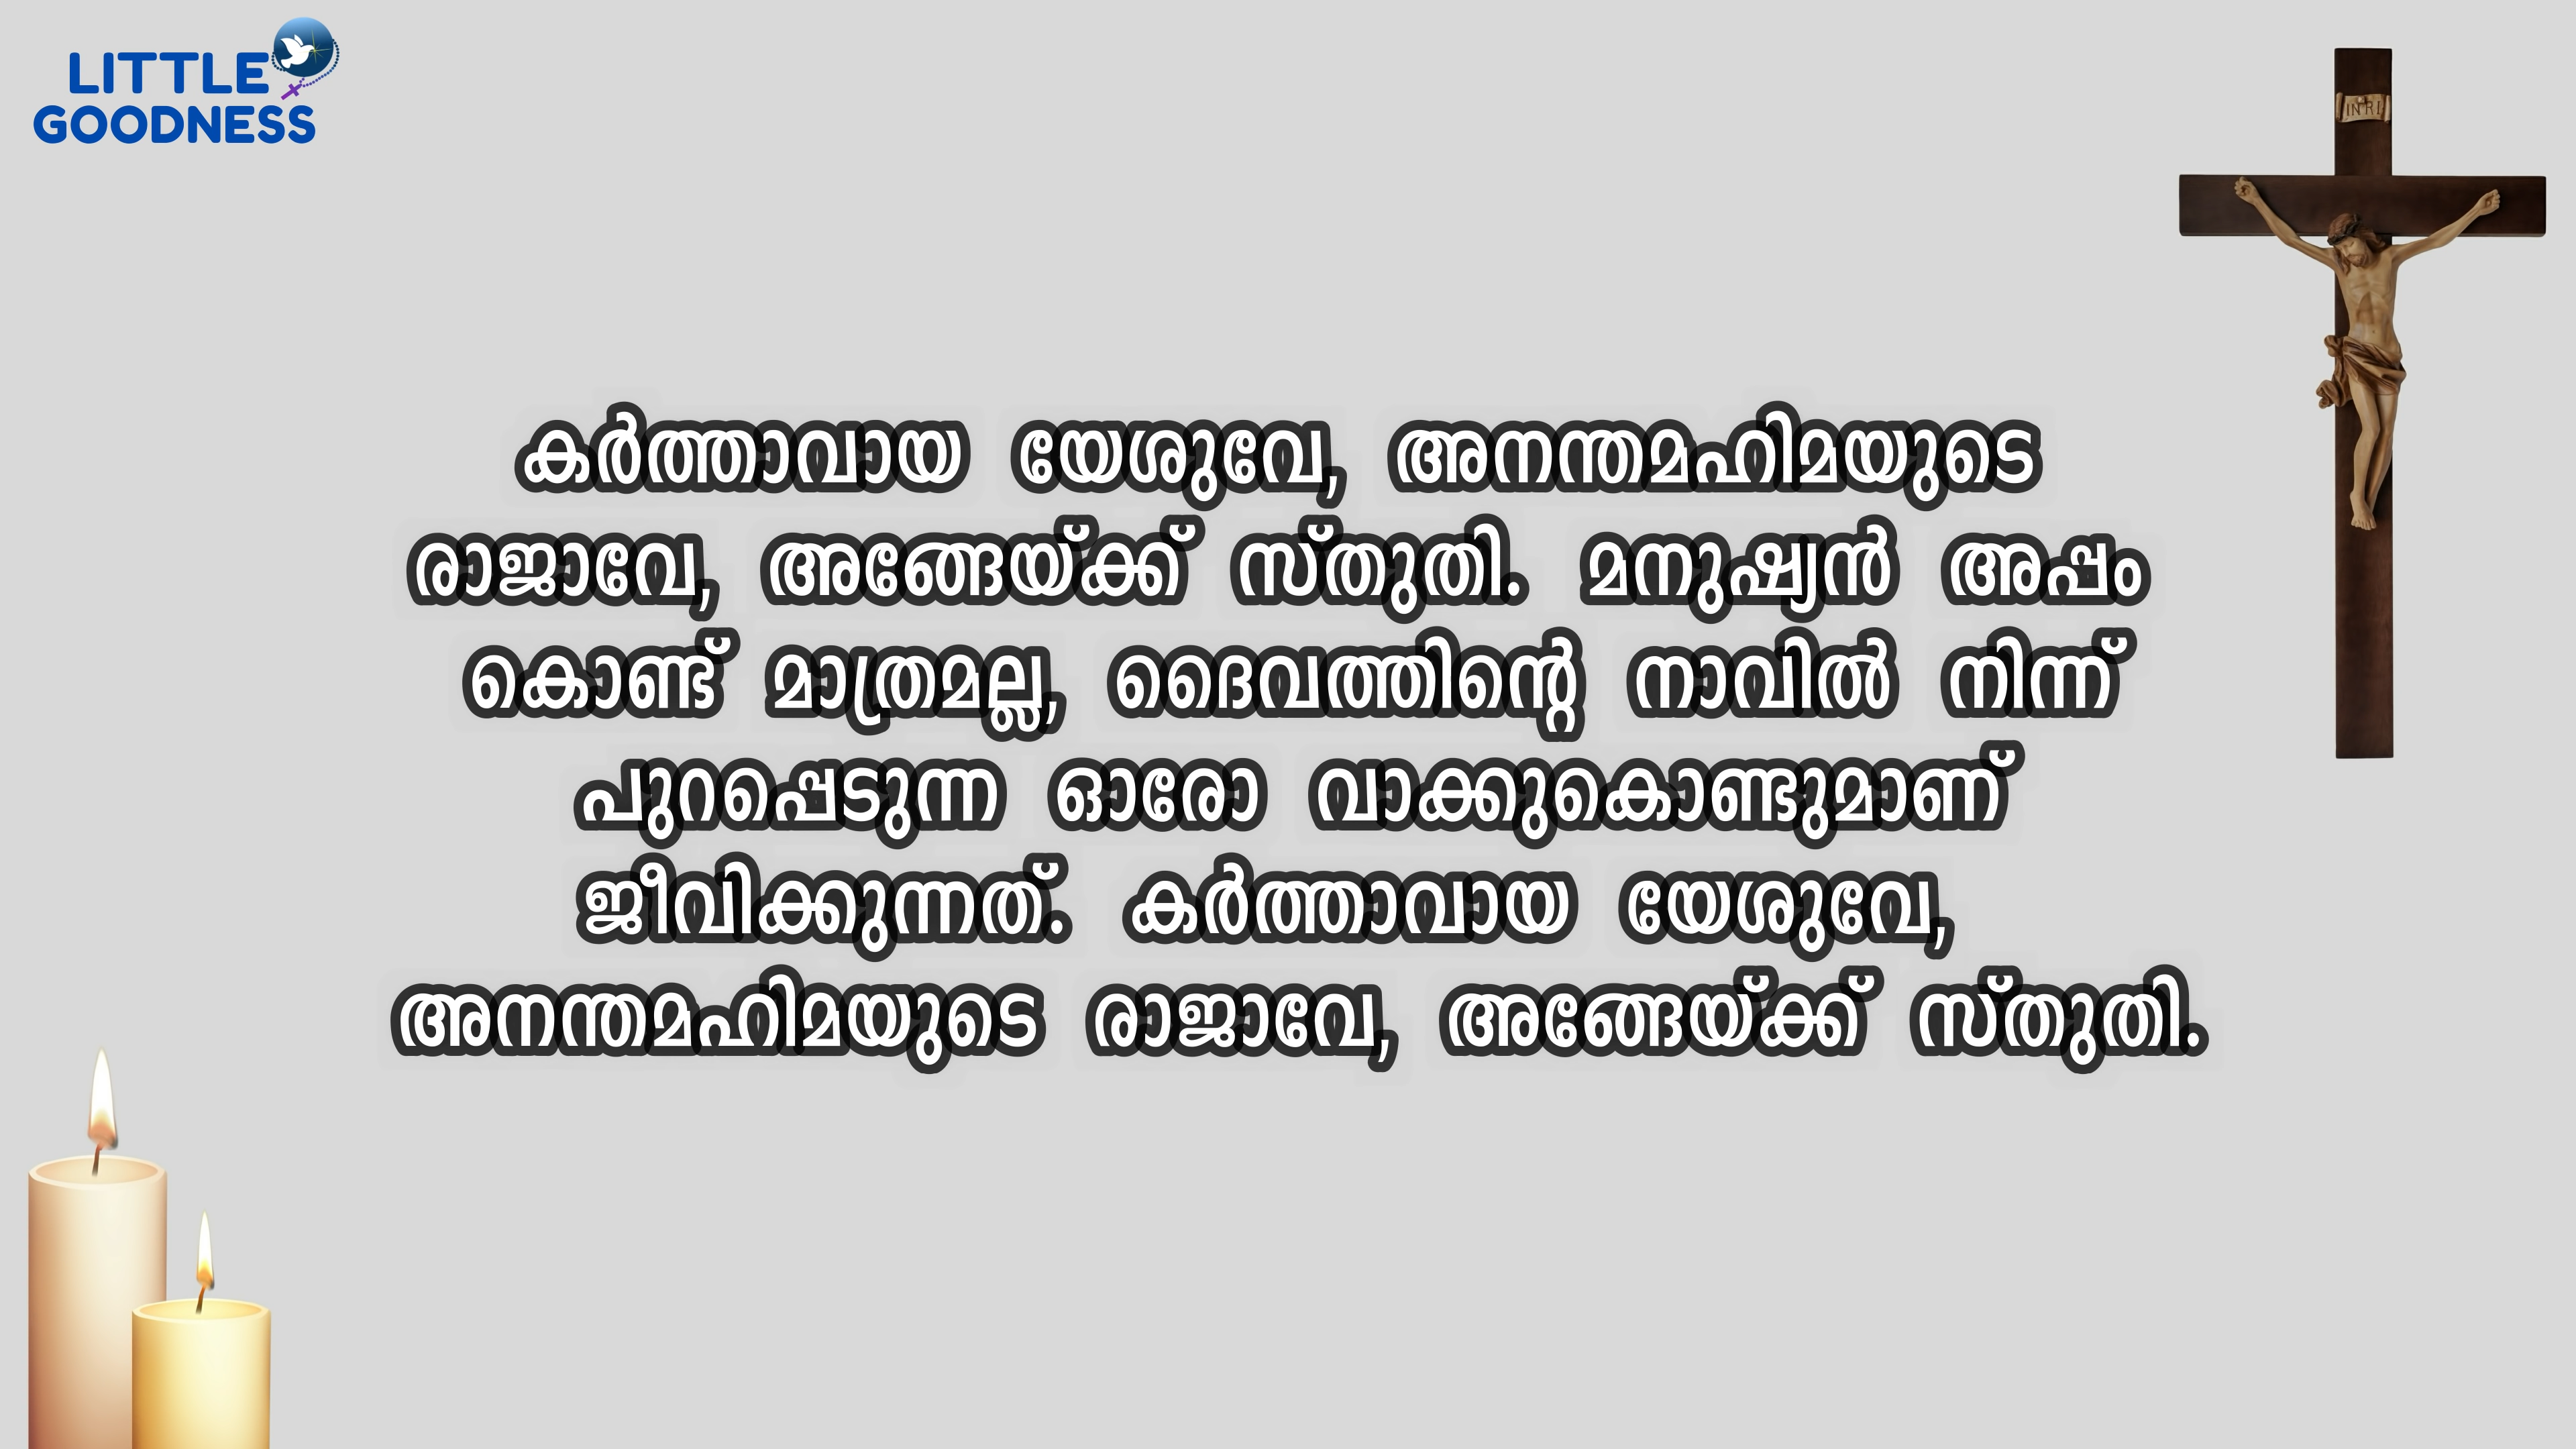 LITTLE
GOODNESS
INRI
കർത്താവായ യേശുവേ, അനന്തമഹിമയുടെ
രാജാവേ, അങ്ങേയ്ക്ക് സ്തുതി. മനുഷ്യൻ അപ്പം
കൊണ്ട് മാത്രമല്ല, ദൈവത്തിന്റെ നാവിൽ നിന്ന്
പുറപ്പെടുന്ന ഓരോ വാക്കുകൊണ്ടുമാണ്
ജീവിക്കുന്നത്. കർത്താവായ യേശുവേ,
അനന്തമഹിമയുടെ രാജാവേ, അങ്ങേയ്ക്ക് സ്തുതി.